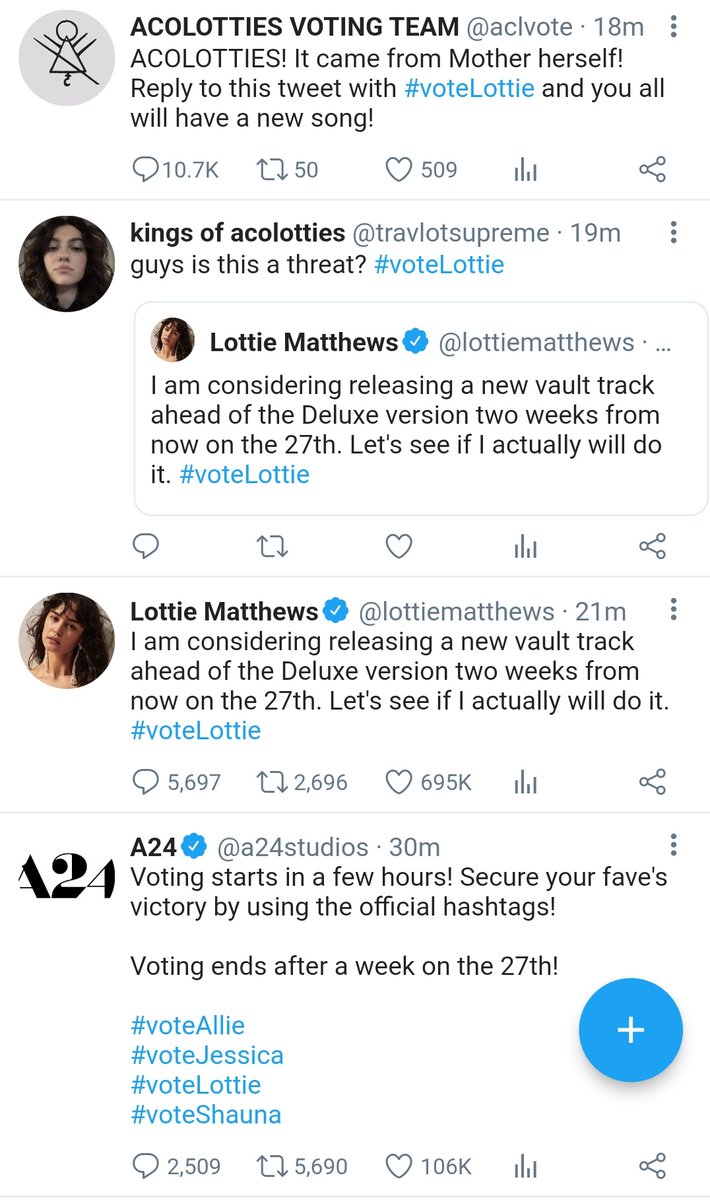 ACOLOTTIES VOTING TEAM @aclvote · 18m
ACOLOTTIES! It came from Mother herself!
Reply to this tweet with #voteLottie and you all
will have a new song!
10.7K 50 509
kings of acolotties @travlotsupreme · 19m
guys is this a threat? #voteLottie
Lottie Matthews @lottiematthews · ...
I am considering releasing a new vault track
ahead of the Deluxe version two weeks from
now on the 27th. Let's see if I actually will do
it. #voteLottie
Lottie Matthews @lottiematthews · 21m
I am considering releasing a new vault track
ahead of the Deluxe version two weeks from
now on the 27th. Let's see if I actually will do it.
#voteLottie
5,697 2,696 695K
A24
A24 @a24studios · 30m
Voting starts in a few hours! Secure your fave's
victory by using the official hashtags!
Voting ends after a week on the 27th!
#voteAllie
#voteJessica
#voteLottie
#voteShauna
2,509 5,690 106K